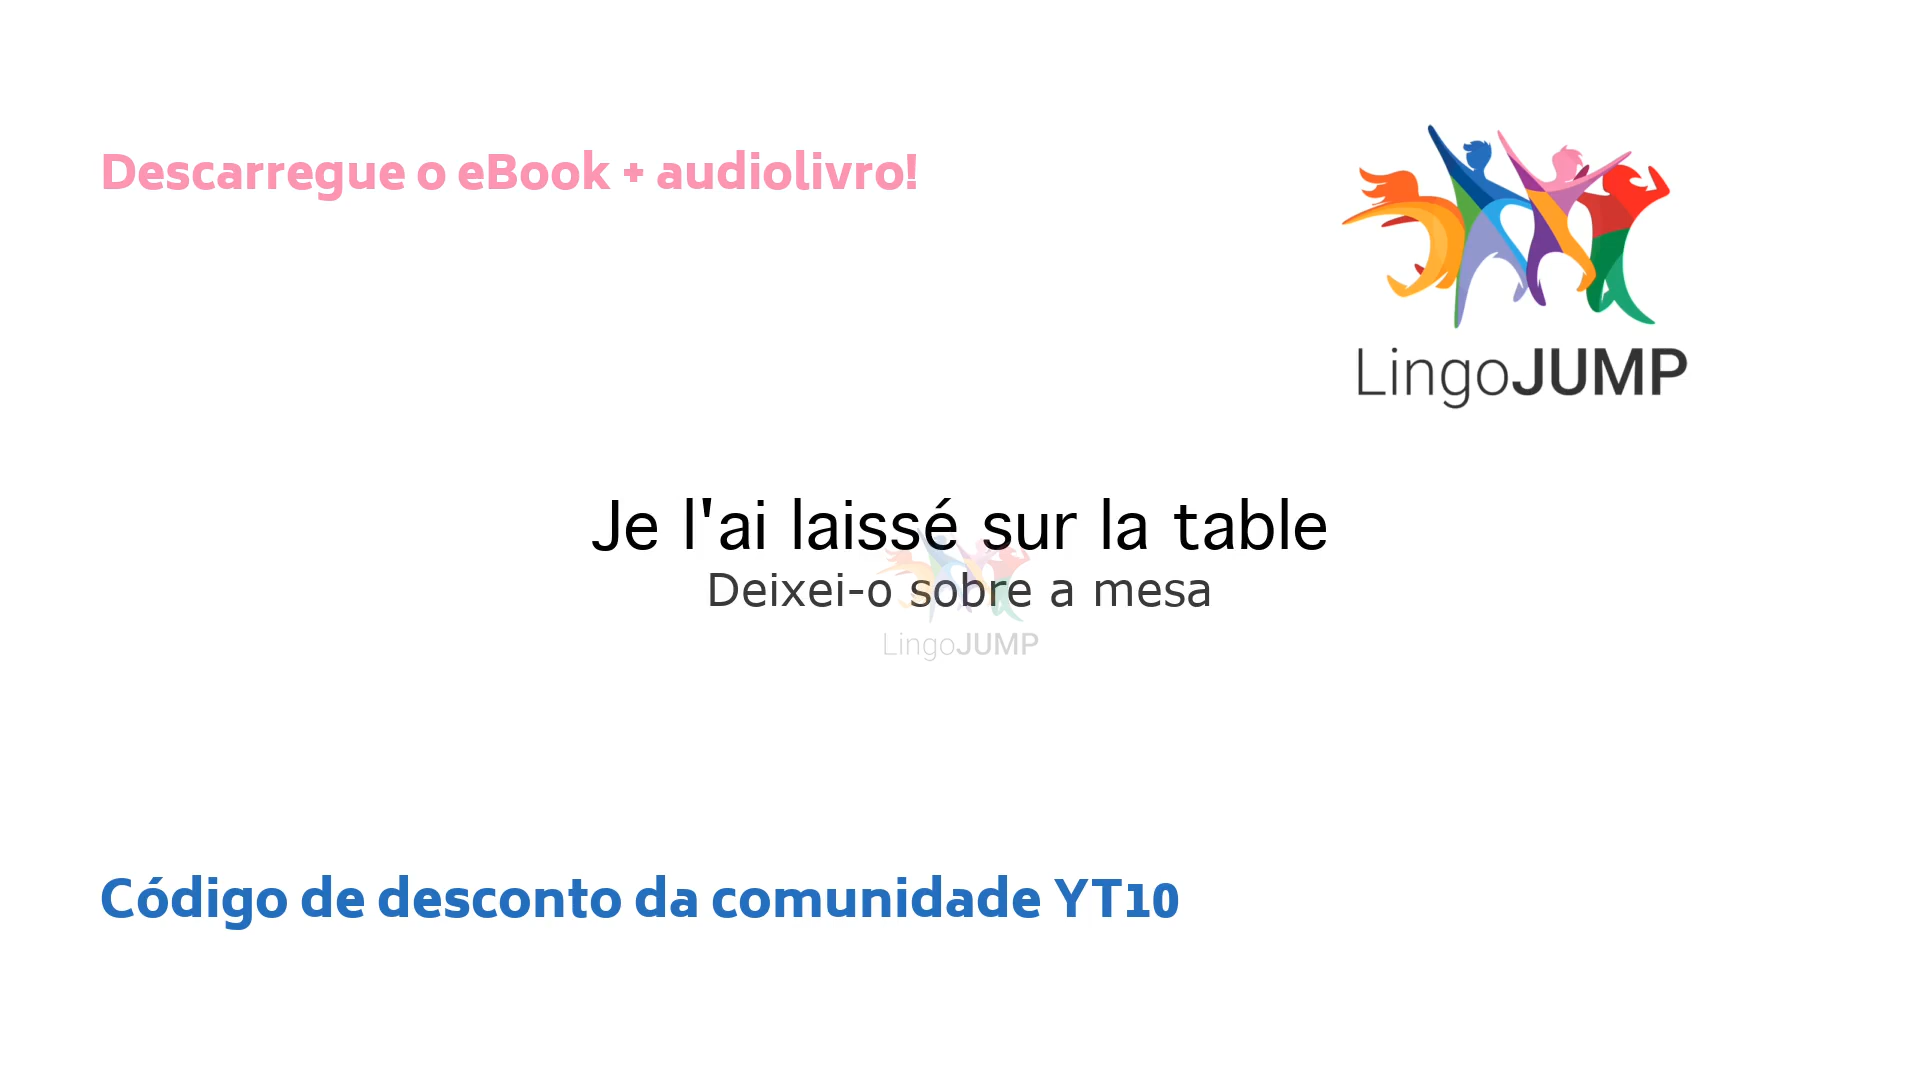 Descarregue o eBook + audiolivro!
LingoJUMP
Je l'ai laissé sur la table
Deixei-o sobre a mesa
LingoJUMP
Código de desconto da comunidade YT10